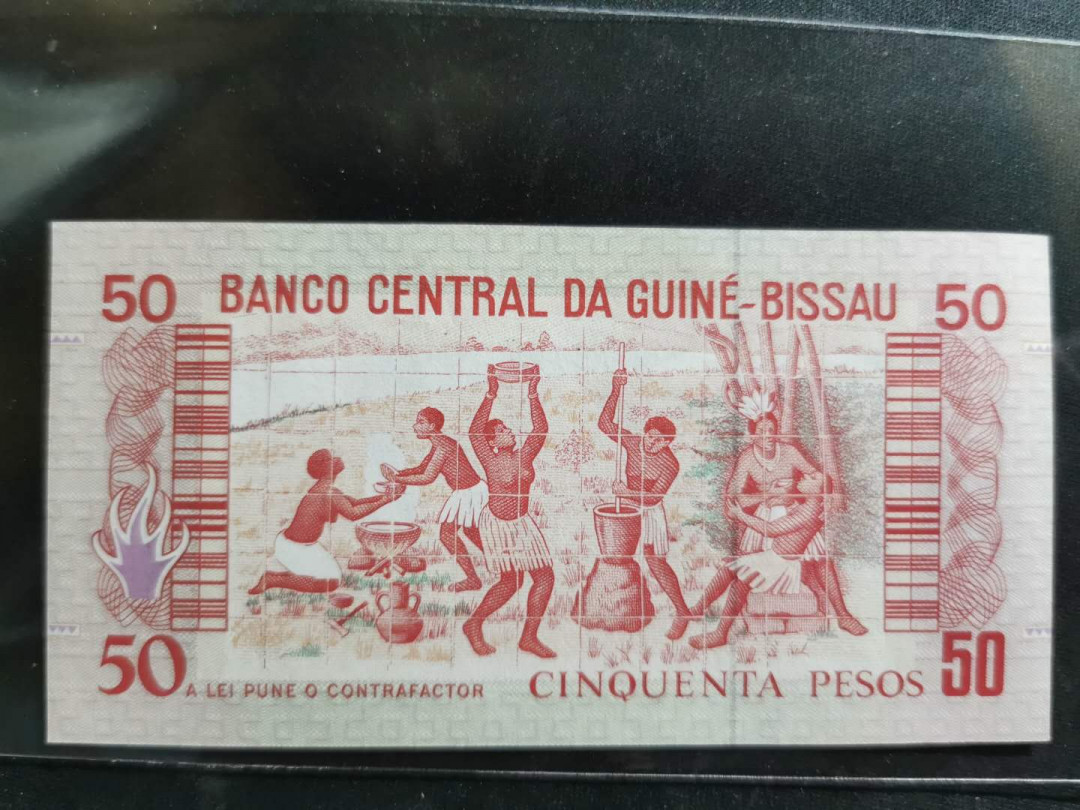 50 BANCO CENTRAL DA GUINÉ-BISSAU 50
50 A LEI PUNE O CONTRAFACTOR CINQUENTA PESOS 50